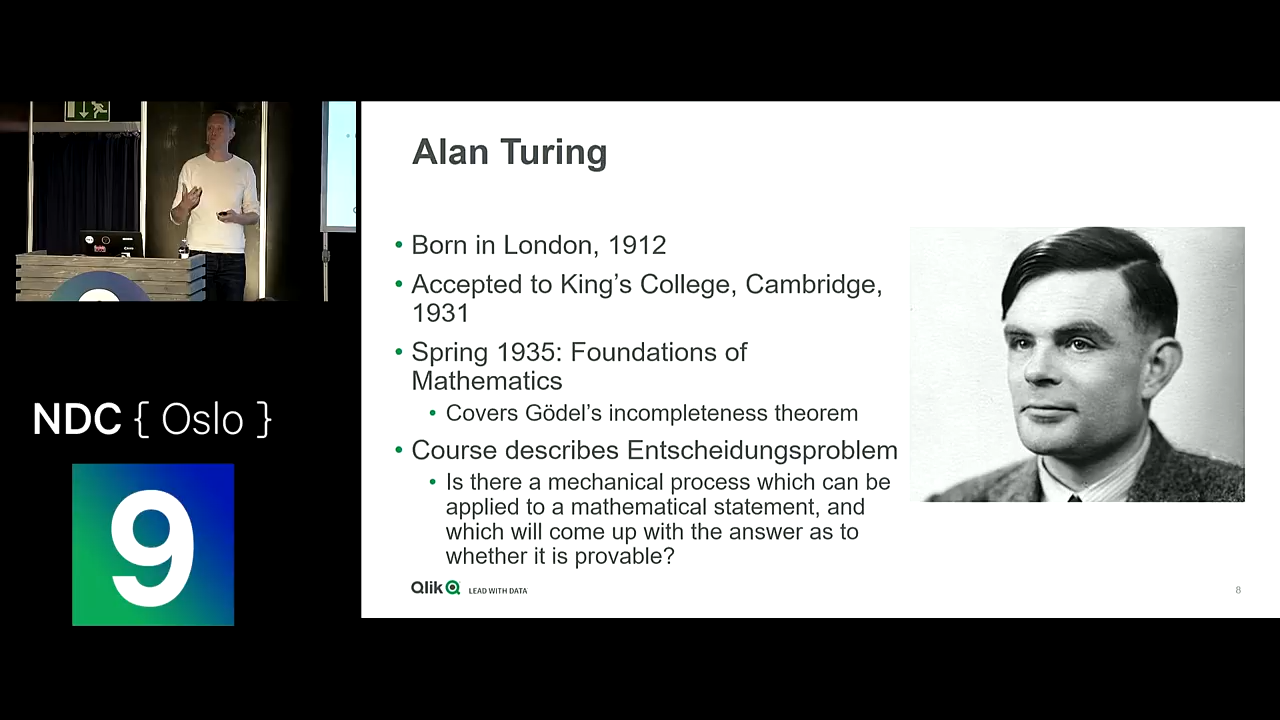 Alan Turing
• Born in London, 1912
• Accepted to King's College, Cambridge,
1931
• Spring 1935: Foundations of
Mathematics
• Covers Gödel's incompleteness theorem
• Course describes Entscheidungsproblem
• Is there a mechanical process which can be
applied to a mathematical statement, and
which will come up with the answer as to
whether it is provable?
Qlik LEAD WITH DATA
8
NDC { Oslo }
9